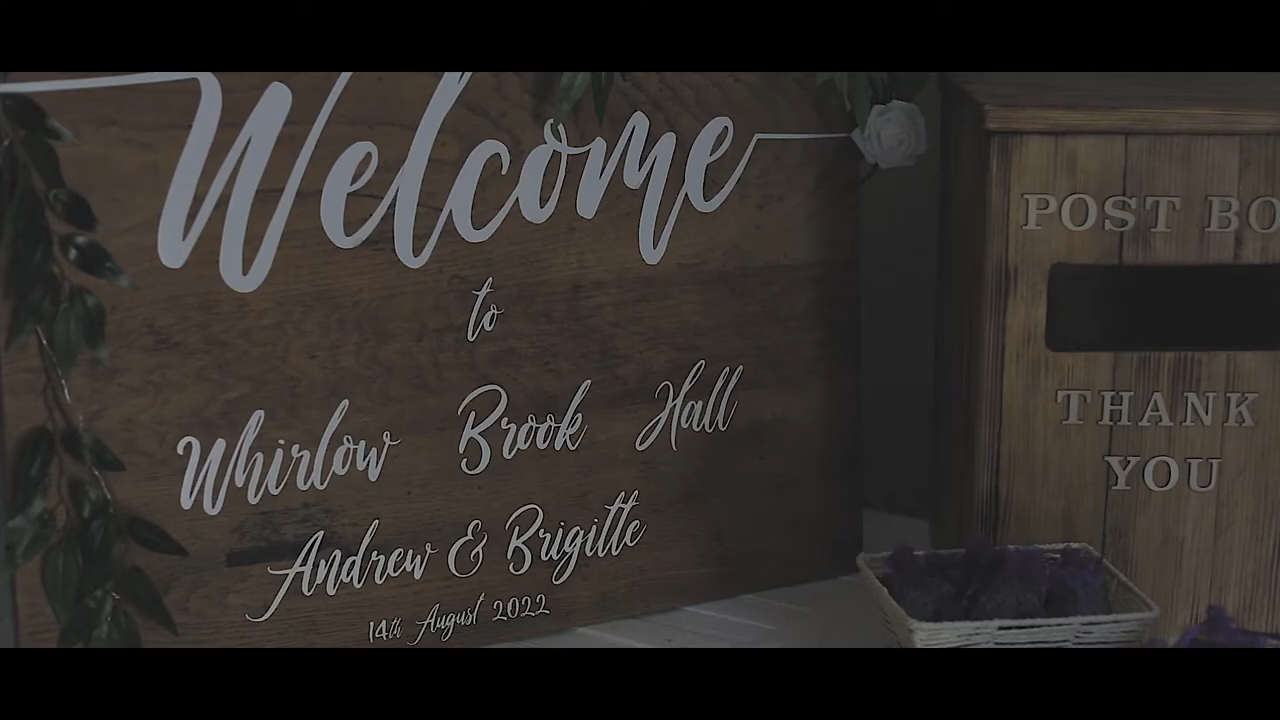 Welcome
to
Whirlow Brook Hall
Andrew & Brigitte
14th August 2022
POST BO
THANK
YOU